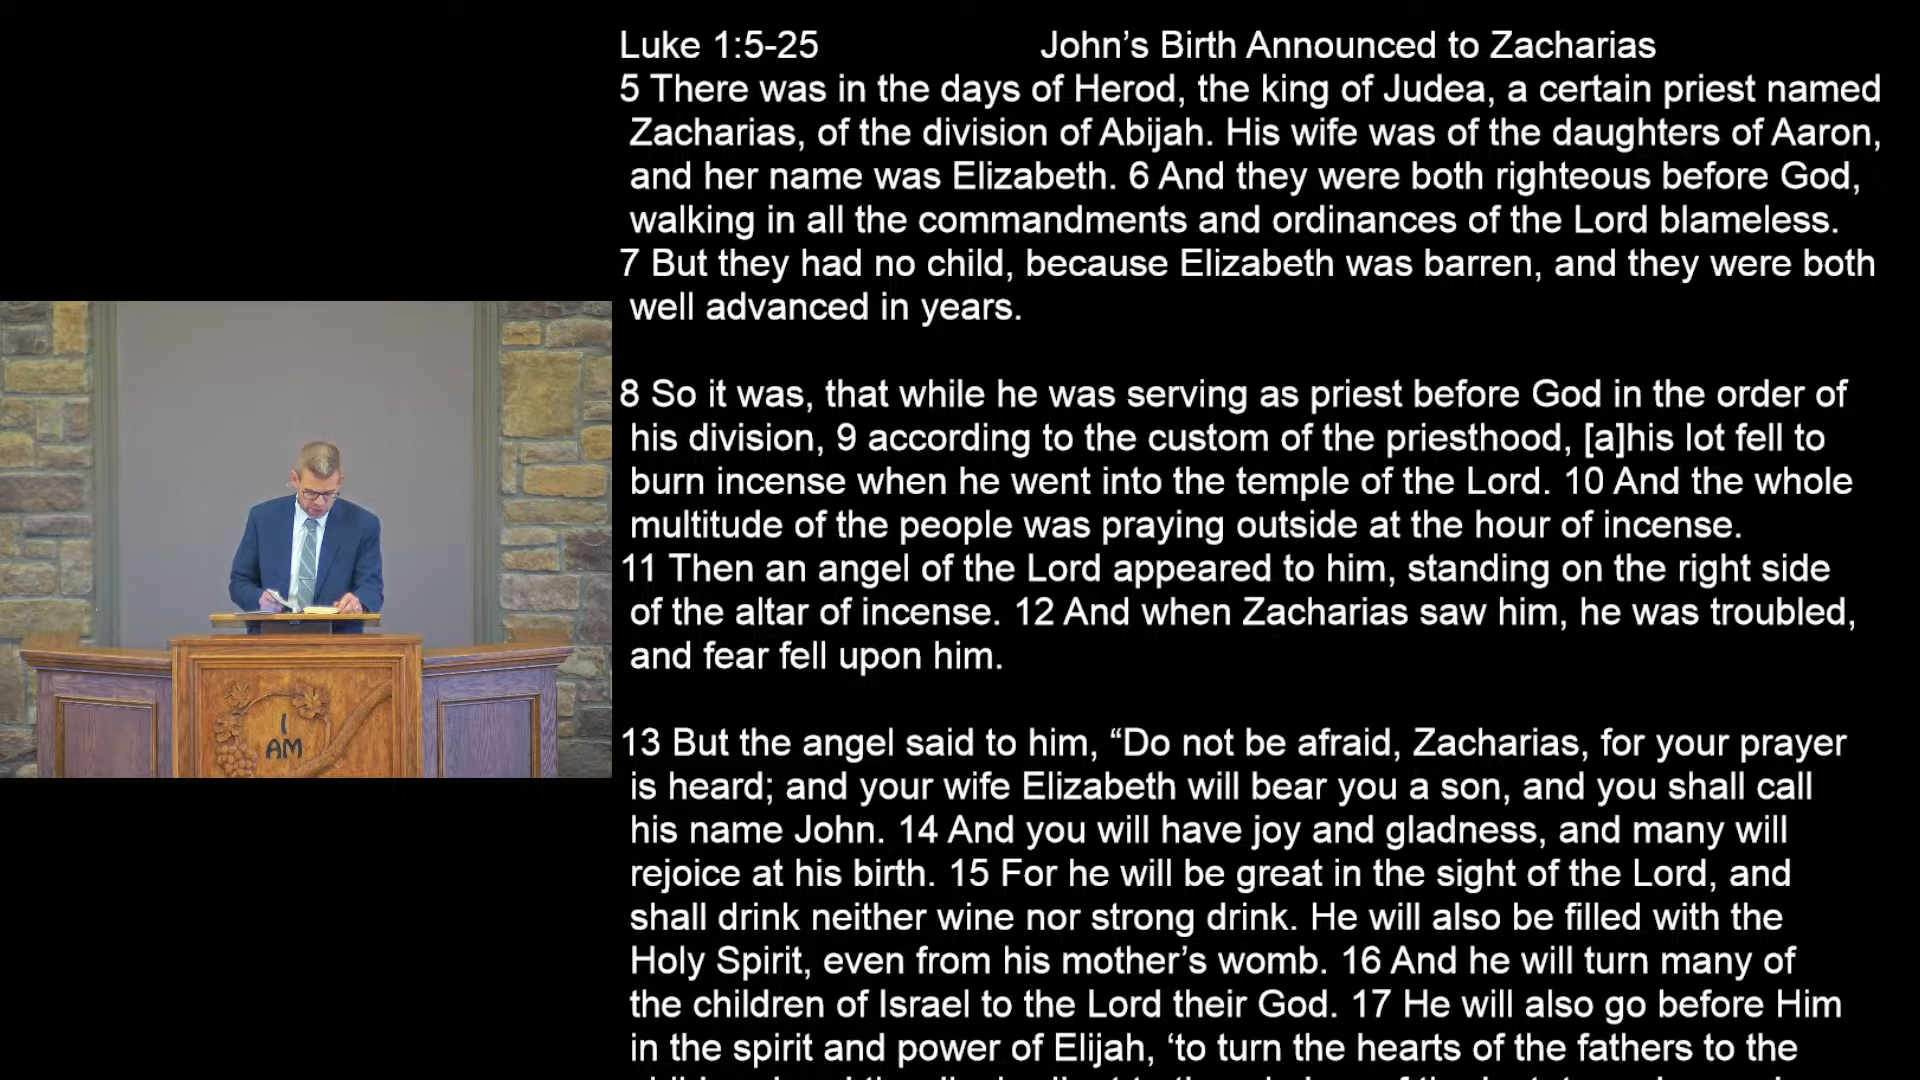 Luke 1:5-25 John’s Birth Announced to Zacharias
5 There was in the days of Herod, the king of Judea, a certain priest named
Zacharias, of the division of Abijah. His wife was of the daughters of Aaron,
and her name was Elizabeth. 6 And they were both righteous before God,
walking in all the commandments and ordinances of the Lord blameless.
7 But they had no child, because Elizabeth was barren, and they were both
well advanced in years.
8 So it was, that while he was serving as priest before God in the order of
his division, 9 according to the custom of the priesthood, [a]his lot fell to
burn incense when he went into the temple of the Lord. 10 And the whole
multitude of the people was praying outside at the hour of incense.
11 Then an angel of the Lord appeared to him, standing on the right side
of the altar of incense. 12 And when Zacharias saw him, he was troubled,
and fear fell upon him.
13 But the angel said to him, “Do not be afraid, Zacharias, for your prayer
is heard; and your wife Elizabeth will bear you a son, and you shall call
his name John. 14 And you will have joy and gladness, and many will
rejoice at his birth. 15 For he will be great in the sight of the Lord, and
shall drink neither wine nor strong drink. He will also be filled with the
Holy Spirit, even from his mother’s womb. 16 And he will turn many of
the children of Israel to the Lord their God. 17 He will also go before Him
in the spirit and power of Elijah, ‘to turn the hearts of the fathers to the
I
AM